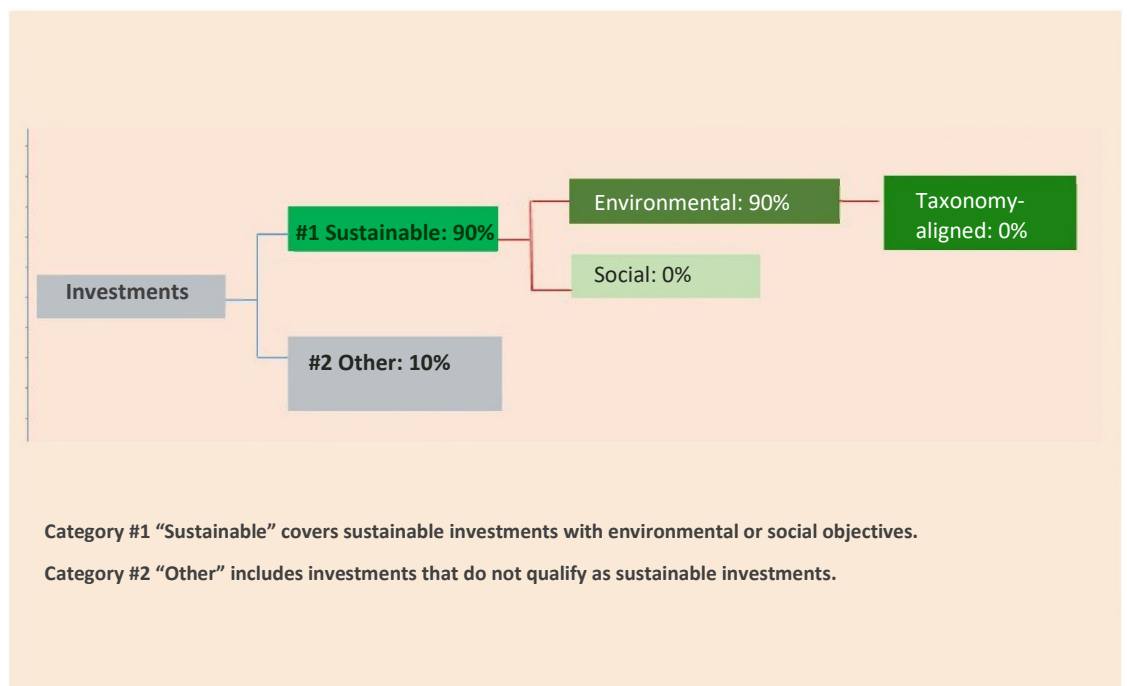 Investments
#1 Sustainable: 90%
#2 Other: 10%
Environmental: 90%
Social: 0%
Taxonomy-
aligned: 0%
Category #1 “Sustainable” covers sustainable investments with environmental or social objectives.
Category #2 “Other” includes investments that do not qualify as sustainable investments.